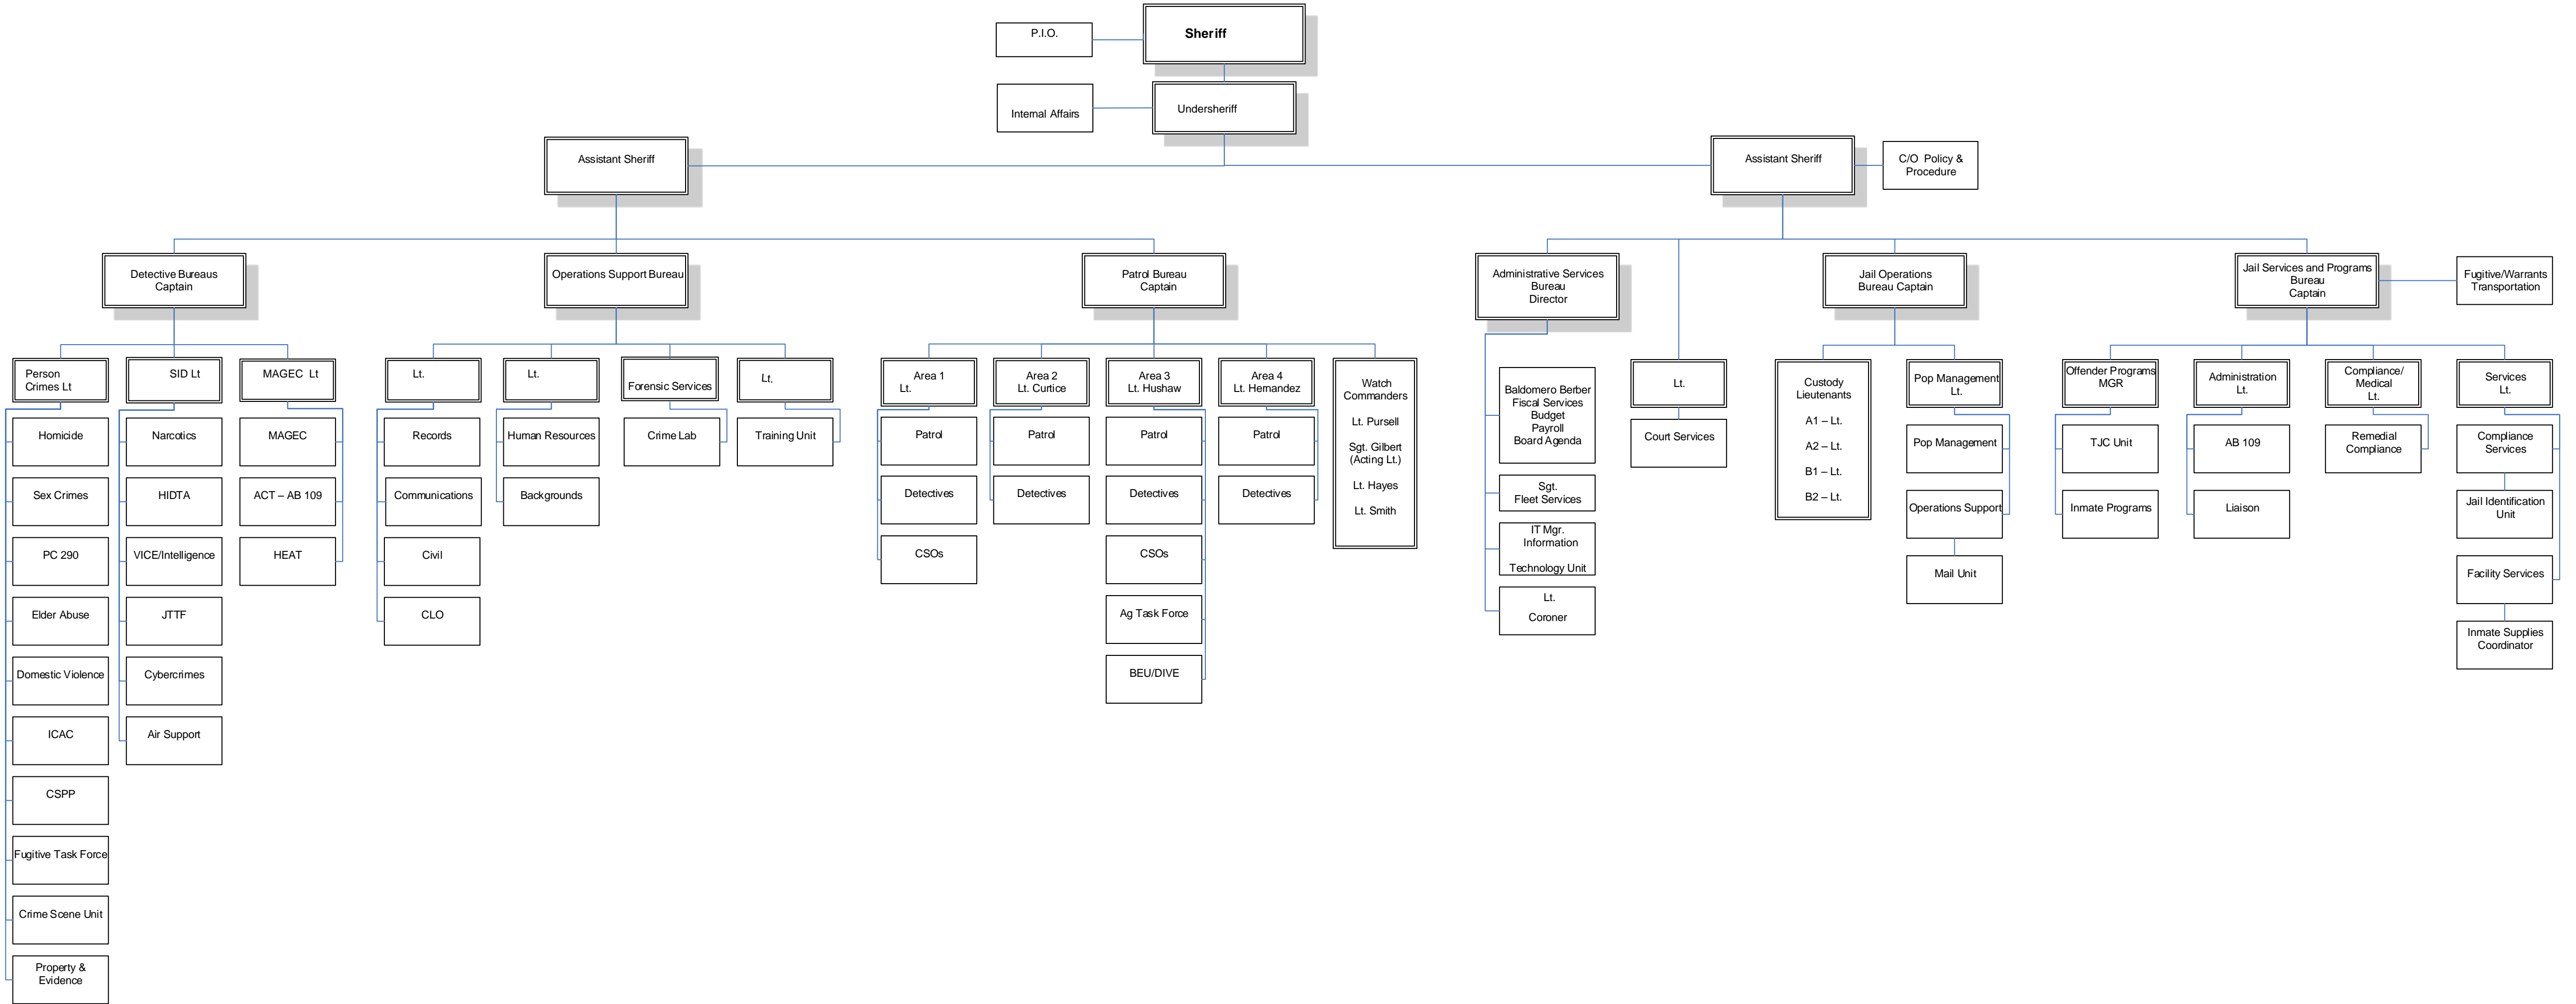 P.I.O.
Sheriff
Internal Affairs
Undersheriff
Assistant Sheriff
Assistant Sheriff
C/O Policy &
Procedure
Detective Bureaus
Captain
Operations Support Bureau
Patrol Bureau
Captain
Administrative Services
Bureau
Director
Jail Operations
Bureau Captain
Jail Services and Programs
Bureau
Captain
Fugitive/Warrants
Transportation
Person
Crimes Lt
Homicide
Sex Crimes
PC 290
Elder Abuse
Domestic Violence
ICAC
CSPP
Fugitive Task Force
Crime Scene Unit
Property &
Evidence
SID Lt
Narcotics
HIDTA
VICE/Intelligence
JTTF
Cybercrimes
Air Support
MAGEC Lt
MAGEC
ACT – AB 109
HEAT
Lt.
Records
Communications
Civil
CLO
Lt.
Human Resources
Backgrounds
Forensic Services
Crime Lab
Lt.
Training Unit
Area 1
Lt.
Patrol
Detectives
CSOs
Area 2
Lt. Curtice
Patrol
Detectives
Area 3
Lt. Hushaw
Patrol
Detectives
CSOs
Ag Task Force
BEU/DIVE
Area 4
Lt. Hernandez
Patrol
Detectives
Watch
Commanders
Lt. Pursell
Sgt. Gilbert
(Acting Lt.)
Lt. Hayes
Lt. Smith
Baldomero Berber
Fiscal Services
Budget
Payroll
Board Agenda
Sgt.
Fleet Services
IT Mgr.
Information
Technology Unit
Lt.
Coroner
Lt.
Court Services
Custody
Lieutenants
A1 – Lt.
A2 – Lt.
B1 – Lt.
B2 – Lt.
Pop Management
Lt.
Pop Management
Operations Support
Mail Unit
Offender Programs
MGR
TJC Unit
Inmate Programs
Administration
Lt.
AB 109
Liaison
Compliance/
Medical
Lt.
Remedial
Compliance
Services
Lt.
Compliance
Services
Jail Identification
Unit
Facility Services
Inmate Supplies
Coordinator